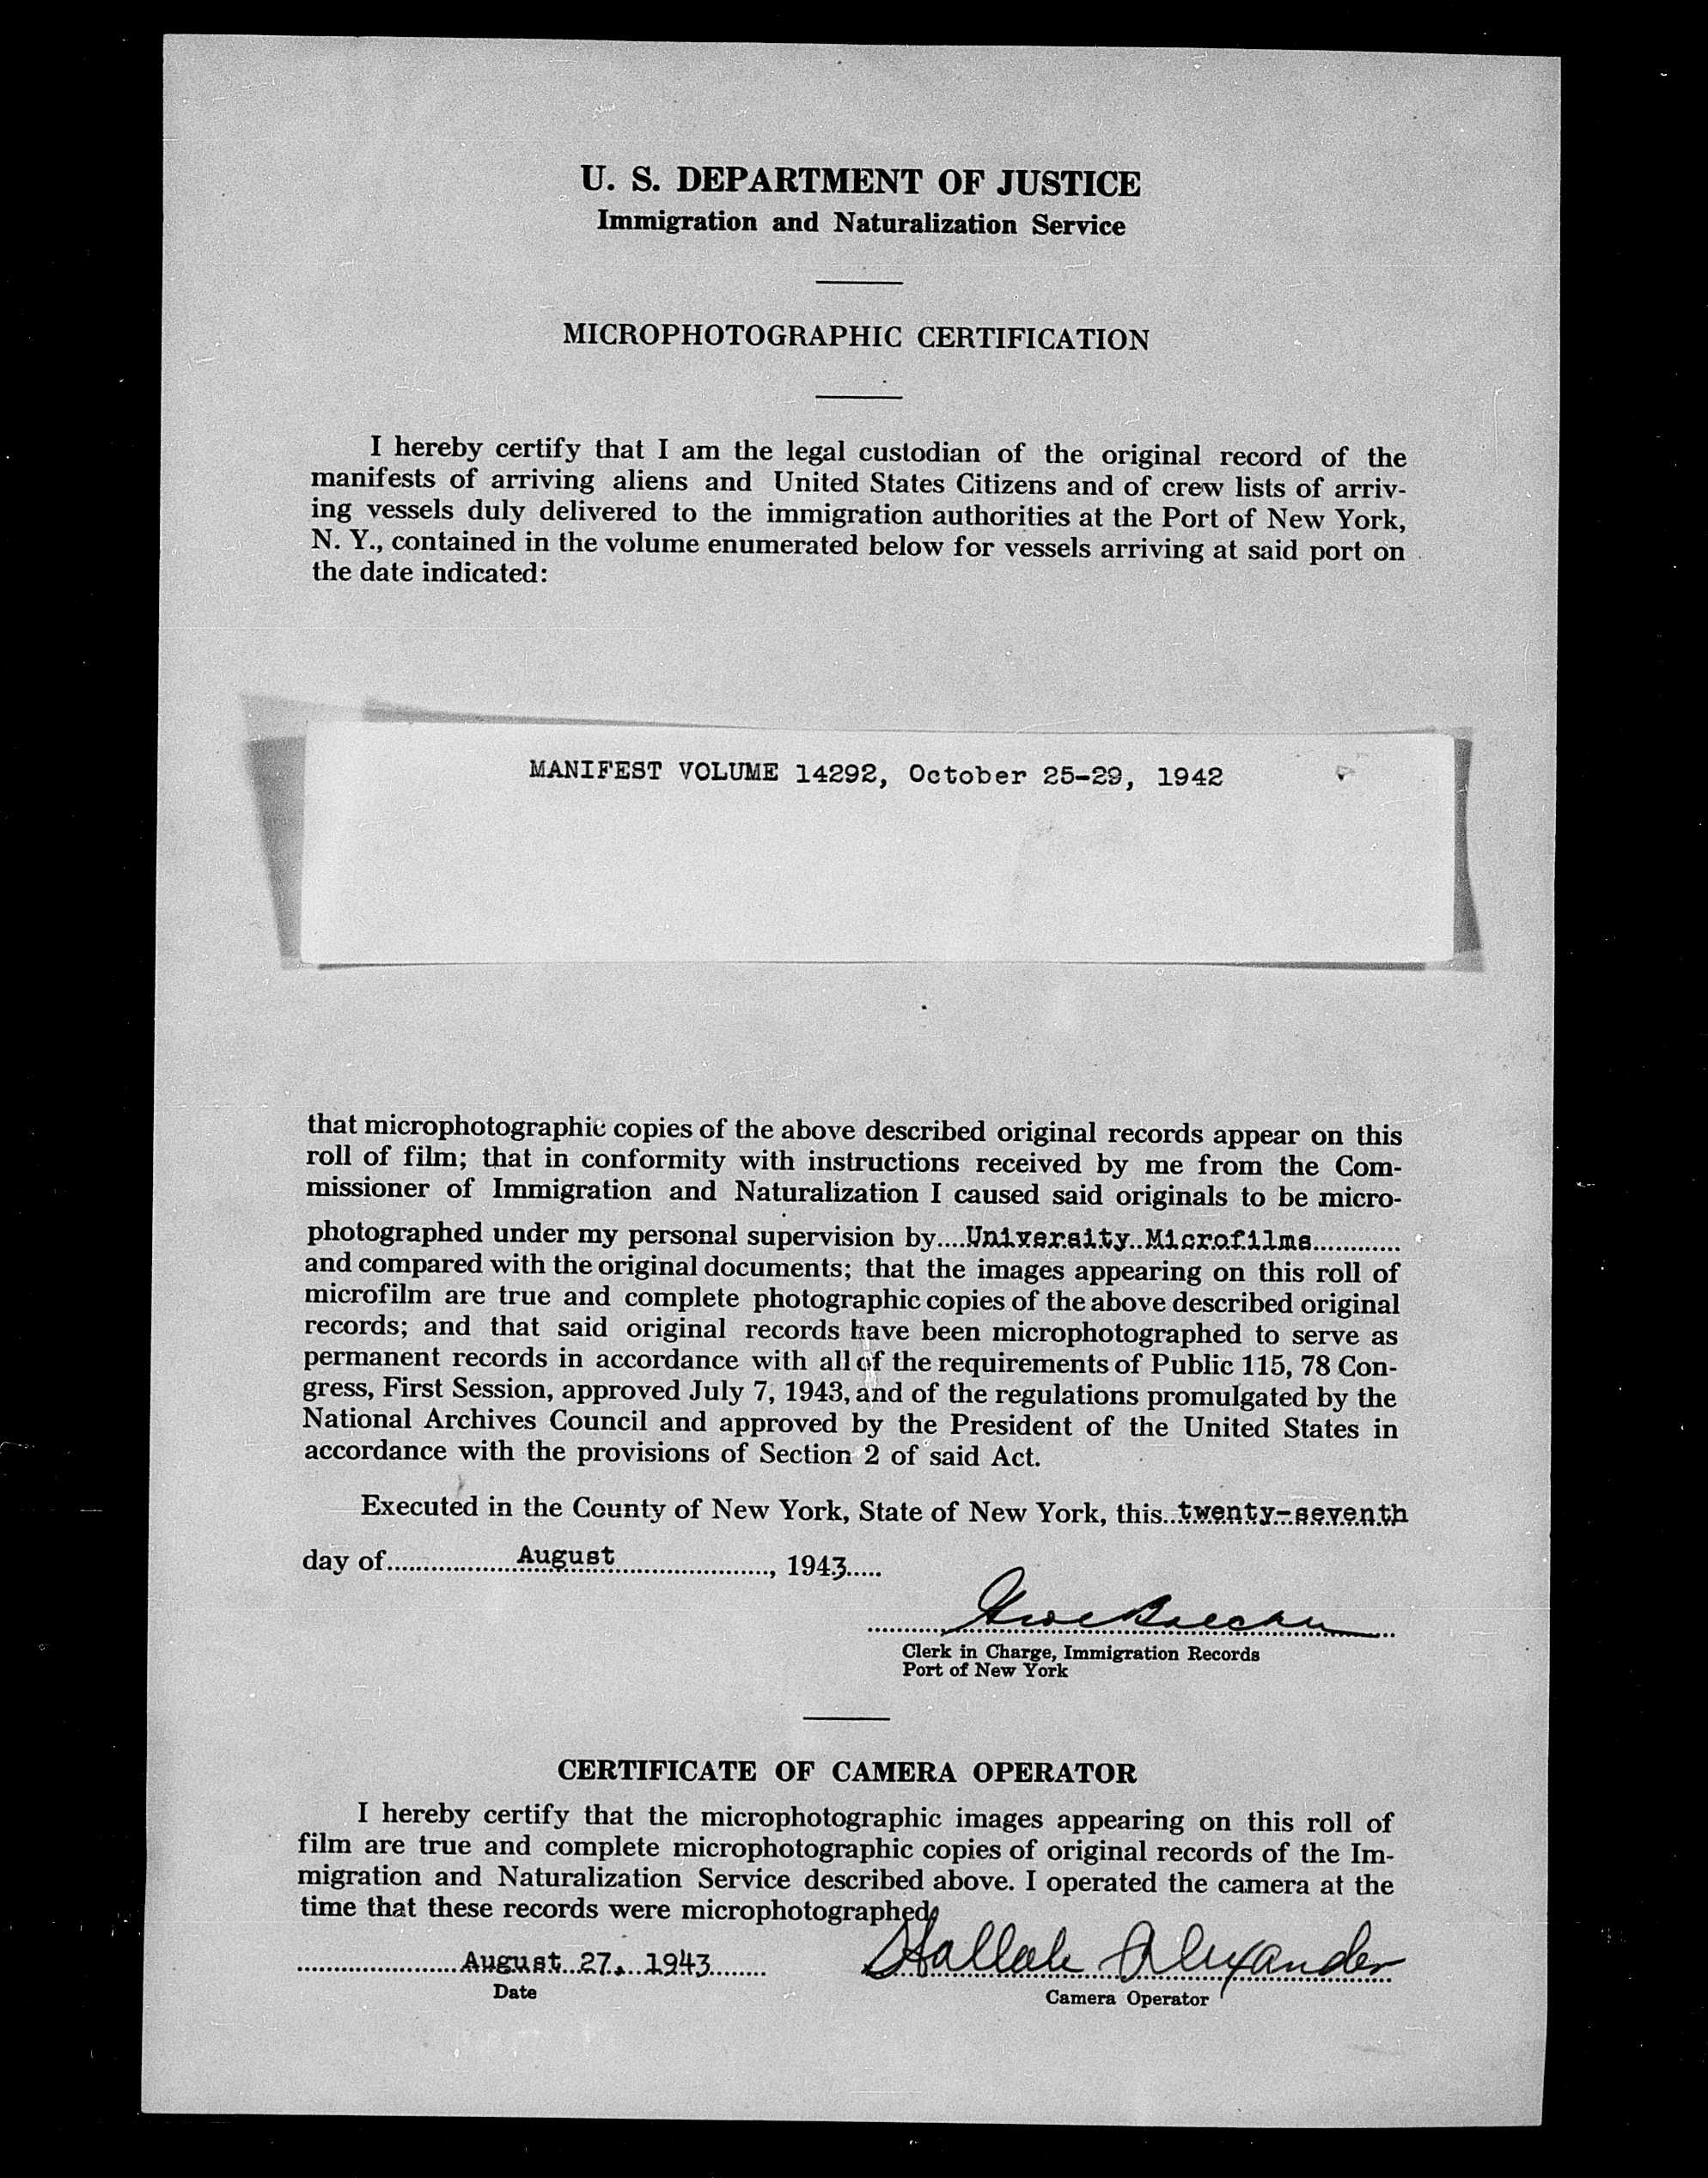 U. S. DEPARTMENT OF JUSTICE
Immigration and Naturalization Service
MICROPHOTOGRAPHIC CERTIFICATION
I hereby certify that I am the legal custodian of the original record of the
manifests of arriving aliens and United States Citizens and of crew lists of arriv-
ing vessels duly delivered to the immigration authorities at the Port of New York,
N. Y., contained in the volume enumerated below for vessels arriving at said port on
the date indicated:
MANIFEST VOLUME 14292, October 25-29, 1942
that microphotographic copies of the above described original records appear on this
roll of film; that in conformity with instructions received by me from the Com-
missioner of Immigration and Naturalization I caused said originals to be micro-
photographed under my personal supervision by....University Microfilms............
and compared with the original documents; that the images appearing on this roll of
microfilm are true and complete photographic copies of the above described original
records; and that said original records have been microphotographed to serve as
permanent records in accordance with all of the requirements of Public 115, 78 Con-
gress, First Session, approved July 7, 1943, and of the regulations promulgated by the
National Archives Council and approved by the President of the United States in
accordance with the provisions of Section 2 of said Act.
Executed in the County of New York, State of New York, this..twenty-seventh
day of................August......................, 1943.....
Clerk in Charge, Immigration Records
Port of New York
CERTIFICATE OF CAMERA OPERATOR
I hereby certify that the microphotographic images appearing on this roll of
film are true and complete microphotographic copies of original records of the Im-
migration and Naturalization Service described above. I operated the camera at the
time that these records were microphotographed.
......................August 27, 1943........ Alexander
Date
Camera Operator